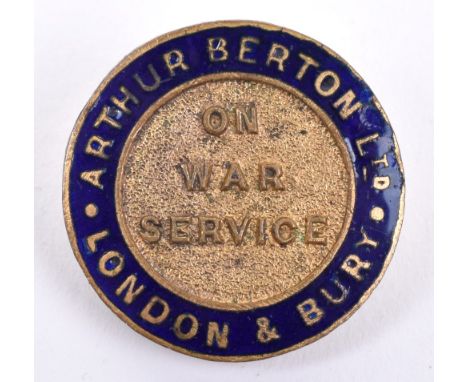 ARTHUR BERTON LTD.
ON
WAR
SERVICE
• LONDON & BURY •